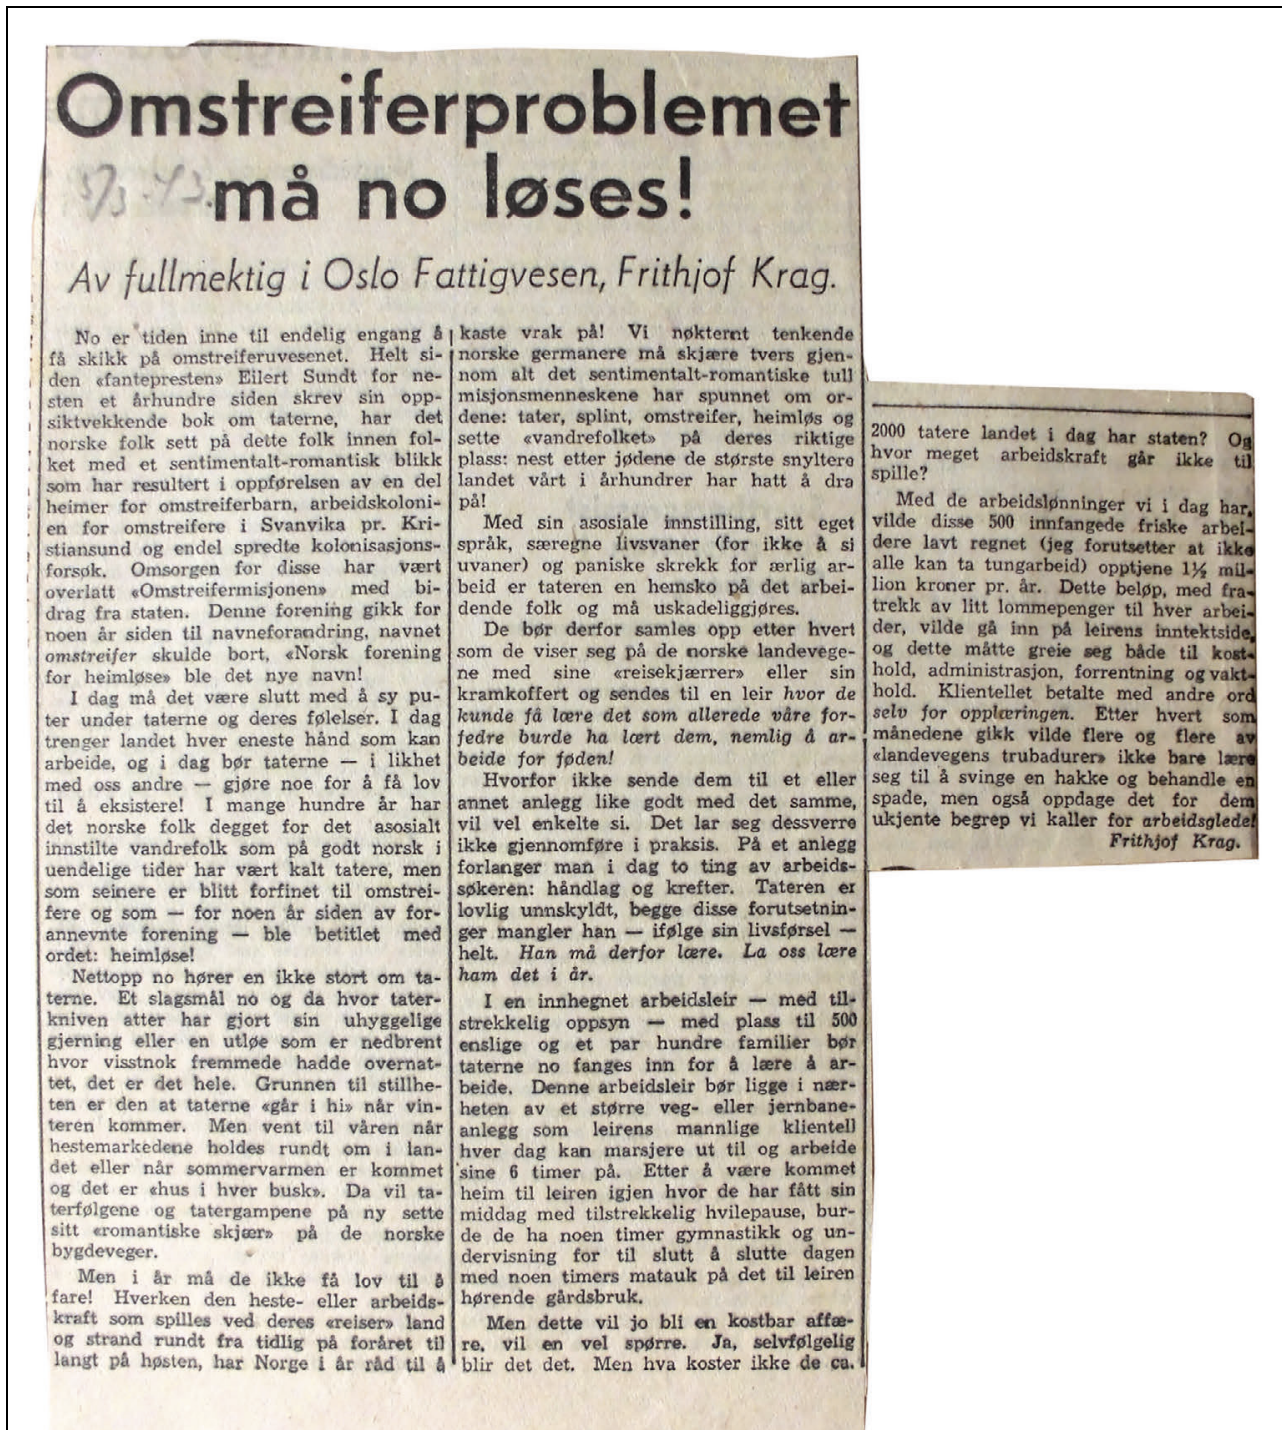 Omstreiferproblemet
må no løses!
5/3-43.
Av fullmektig i Oslo Fattigvesen, Frithjof Krag.
No er tiden inne til endelig engang å
få skikk på omstreiferuvesenet. Helt si-
den «fantepresten» Eilert Sundt for ne-
sten et århundre siden skrev sin opp-
siktvekkende bok om taterne, har det
norske folk sett på dette folk innen fol-
ket med et sentimentalt-romantisk blikk
som har resultert i oppførelsen av en del
heimer for omstreiferbarn, arbeidskoloni-
en for omstreifere i Svanvika pr. Kri-
stiansund og endel spredte kolonisasjons-
forsøk. Omsorgen for disse har vært
overlatt «Omstreifermisjonen» med bi-
drag fra staten. Denne forening gikk for
noen år siden til navneforandring, navnet
omstreifer skulde bort, «Norsk forening
for heimløse» ble det nye navn!
I dag må det være slutt med å sy pu-
ter under taterne og deres følelser. I dag
trenger landet hver eneste hånd som kan
arbeide, og i dag bør taterne — i likhet
med oss andre — gjøre noe for å få lov
til å eksistere! I mange hundre år har
det norske folk degget for det asosialt
innstilte vandrefolk som på godt norsk i
uendelige tider har vært kalt tatere, men
som seinere er blitt forfinet til omstrei-
fere og som — for noen år siden av for-
annevnte forening — ble betitlet med
ordet: heimløse!
Nettopp no hører en ikke stort om ta-
terne. Et slagsmål no og da hvor tater-
kniven atter har gjort sin uhyggelige
gjerning eller en utløe som er nedbrent
hvor visstnok fremmede hadde overnat-
tet, det er det hele. Grunnen til stillhe-
ten er den at taterne «går i hi» når vin-
teren kommer. Men vent til våren når
hestemarkedene holdes rundt om i lan-
det eller når sommervarmen er kommet
og det er «hus i hver busk». Da vil ta-
terfølgene og tatergampene på ny sette
sitt «romantiske skjær» på de norske
bygdeveger.
Men i år må de ikke få lov til å
fare! Hverken den heste- eller arbeids-
kraft som spilles ved deres «reiser» land
og strand rundt fra tidlig på foråret til
langt på høsten, har Norge i år råd til å
kaste vrak på! Vi nøkternt tenkende
norske germanere må skjære tvers gjen-
nom alt det sentimentalt-romantiske tull
misjonsmenneskene har spunnet om or-
dene: tater, splint, omstreifer, heimløs og
sette «vandrefolket» på deres riktige
plass: nest etter jødene de største snyltere
landet vårt i århundrer har hatt å dra
på!
Med sin asosiale innstilling, sitt eget
språk, særegne livsvaner (for ikke å si
uvaner) og paniske skrekk for ærlig ar-
beid er tateren en hemsko på det arbei-
dende folk og må uskadeliggjøres.
De bør derfor samles opp etter hvert
som de viser seg på de norske landevege-
ne med sine «reisekjærrer» eller sin
kramkoffert og sendes til en leir hvor de
kunde få lære det som allerede våre for-
fedre burde ha lært dem, nemlig å ar-
beide for føden!
Hvorfor ikke sende dem til et eller
annet anlegg like godt med det samme,
vil vel enkelte si. Det lar seg dessverre
ikke gjennomføre i praksis. På et anlegg
forlanger man i dag to ting av arbeids-
søkeren: håndlag og krefter. Tateren er
lovlig unnskyldt, begge disse forutsetnin-
ger mangler han — ifølge sin livsførsel —
helt. Han må derfor lære. La oss lære
ham det i år.
I en innhegnet arbeidsleir — med til-
strekkelig oppsyn — med plass til 500
enslige og et par hundre familier bør
taterne no fanges inn for å lære å ar-
beide. Denne arbeidsleir bør ligge i nær-
heten av et større veg- eller jernbane-
anlegg som leirens mannlige klientell
hver dag kan marsjere ut til og arbeide
sine 6 timer på. Etter å være kommet
heim til leiren igjen hvor de har fått sin
middag med tilstrekkelig hvilepause, bur-
de de ha noen timer gymnastikk og un-
dervisning for til slutt å slutte dagen
med noen timers matauk på det til leiren
hørende gårdsbruk.
Men dette vil jo bli en kostbar affæ-
re, vil en vel spørre. Ja, selvfølgelig
blir det det. Men hva koster ikke de ca.
2000 tatere landet i dag har staten? Og
hvor meget arbeidskraft går ikke til
spille?
Med de arbeidslønninger vi i dag har,
vilde disse 500 innfangede friske arbei-
dere lavt regnet (jeg forutsetter at ikke
alle kan ta tungarbeid) opptjene 1½ mil-
lion kroner pr. år. Dette beløp, med fra-
trekk av litt lommepenger til hver arbei-
der, vilde gå inn på leirens inntektside,
og dette måtte greie seg både til kost-
hold, administrasjon, forrentning og vakt-
hold. Klientellet betalte med andre ord
selv for opplæringen. Etter hvert som
månedene gikk vilde flere og flere av
«landevegens trubadurer» ikke bare lære
seg til å svinge en hakke og behandle en
spade, men også oppdage det for dem
ukjente begrep vi kaller for arbeidsglede!
Frithjof Krag.